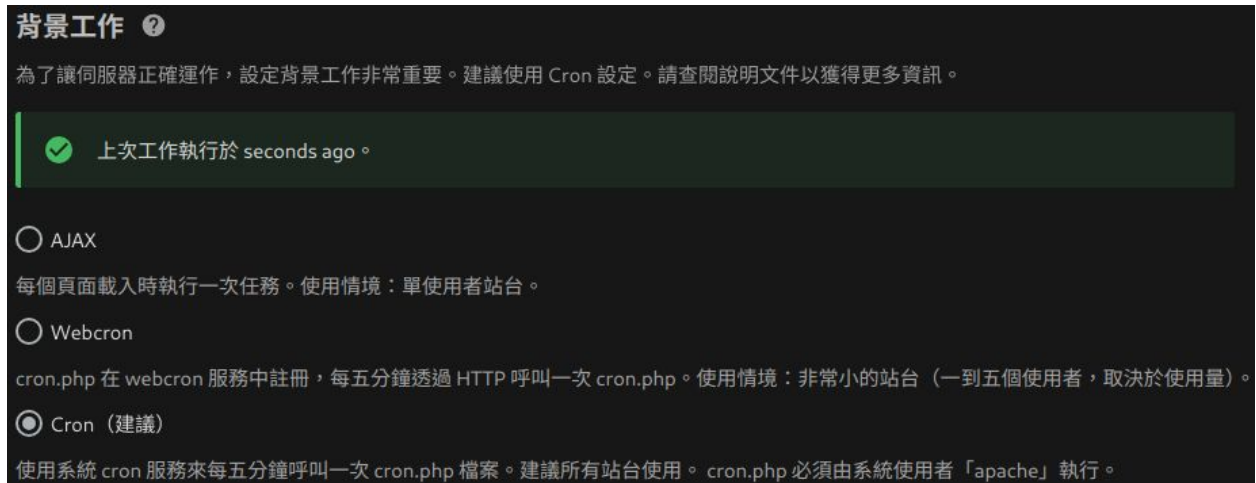 背景工作
為了讓伺服器正確運作，設定背景工作非常重要。建議使用 Cron 設定。請查閱說明文件以獲得更多資訊。
上次工作執行於 seconds ago。
AJAX
每個頁面載入時執行一次任務。使用情境：單使用者站台。
Webcron
cron.php 在 webcron 服務中註冊，每五分鐘透過 HTTP 呼叫一次 cron.php。使用情境：非常小的站台（一到五個使用者，取決於使用量）。
Cron（建議）
使用系統 cron 服務來每五分鐘呼叫一次 cron.php 檔案。建議所有站台使用。 cron.php 必須由系統使用者「apache」執行。